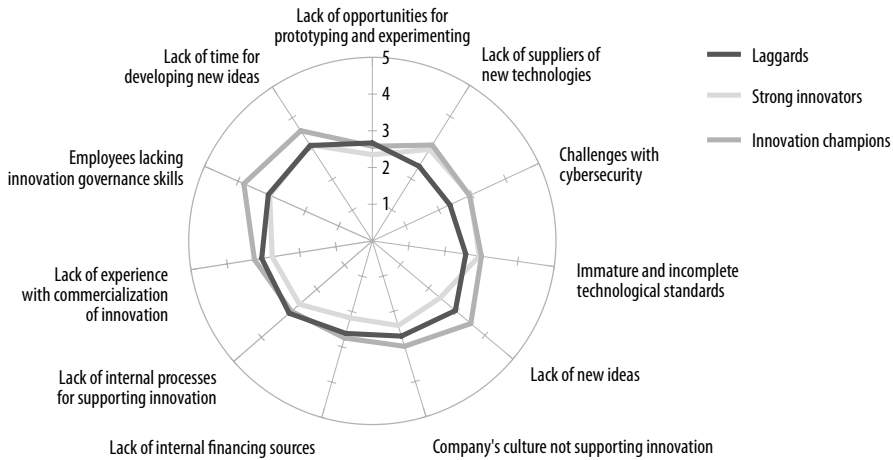 Lack of opportunities for
prototyping and experimenting
Lack of time for
developing new ideas
Lack of suppliers of
new technologies
Laggards
Strong innovators
Innovation champions
5
4
3
2
1
Employees lacking
innovation governance skills
Challenges with
cybersecurity
Lack of experience
with commercialization
of innovation
Immature and incomplete
technological standards
Lack of internal processes
for supporting innovation
Lack of new ideas
Lack of internal financing sources
Company's culture not supporting innovation